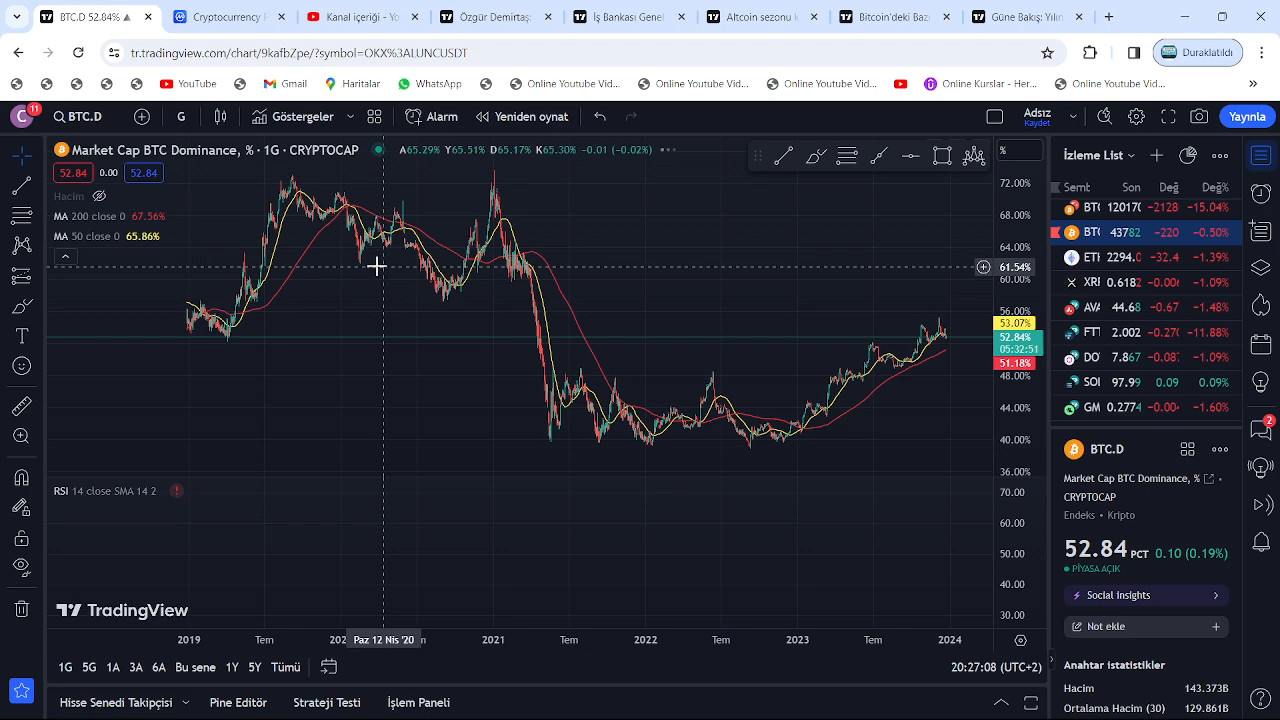 BTC.D 52.84% ▲
Cryptocurrency F
Kanal içeriği - Yo
Özgür Demirtaş
İş Bankası Gene
Altcoin sezonu k
Bitcoin'deki Baz
Güne Bakış: Yılın
tr.tradingview.com/chart/9kafbZpe/?symbol=OKX%3ALUNCUSDT
Duraklatıldı
YouTube
Gmail
Haritalar
WhatsApp
Online Youtube Vid...
Online Youtube Vid...
Online Youtube Vid...
Online Kurslar - Her...
Online Youtube Vid...
C
11
BTC.D
G
Göstergeler
Alarm
Yeniden oynat
Adsız
Kaydet
Yayınla
Market Cap BTC Dominance, % · 1G · CRYPTOCAP
A65.29% Y65.51% D65.17% K65.30% -0.01 (-0.02%)
52.84 0.00 52.84
Hacim
MA 200 close 0 67.56%
MA 50 close 0 65.86%
RSI 14 close SMA 14 2
%
72.00%
68.00%
64.00%
61.54%
60.00%
56.00%
53.07%
52.84%
05:32:51
51.18%
48.00%
44.00%
40.00%
36.00%
70.00
60.00
50.00
40.00
30.00
TradingView
2019
Tem
Paz 12 Nis '20
2021
Tem
2022
Tem
2023
Tem
2024
1G 5G 1A 3A 6A Bu sene 1Y 5Y Tümü
20:27:08 (UTC+2)
Hisse Senedi Takipçisi
Pine Editör
Strateji Testi
İşlem Paneli
İzleme List
Semb Son Değ Değ%
BTC 120170 -2128 -15.04%
BTC 43782 -220 -0.50%
ETH 2294.0 -32.4 -1.39%
XRP 0.6182 -0.006 -1.09%
AVA 44.68 -0.67 -1.48%
FTT 2.002 -0.270 -11.88%
DO 7.867 -0.087 -1.09%
SOL 97.99 0.09 0.09%
GM 0.2774 -0.004 -1.60%
2
BTC.D
Market Cap BTC Dominance, %
CRYPTOCAP
Endeks • Kripto
52.84 PCT 0.10 (0.19%)
PİYASA AÇIK
Social Insights
Not ekle
Anahtar istatistikler
Hacim 143.373B
Ortalama Hacim (30) 129.861B